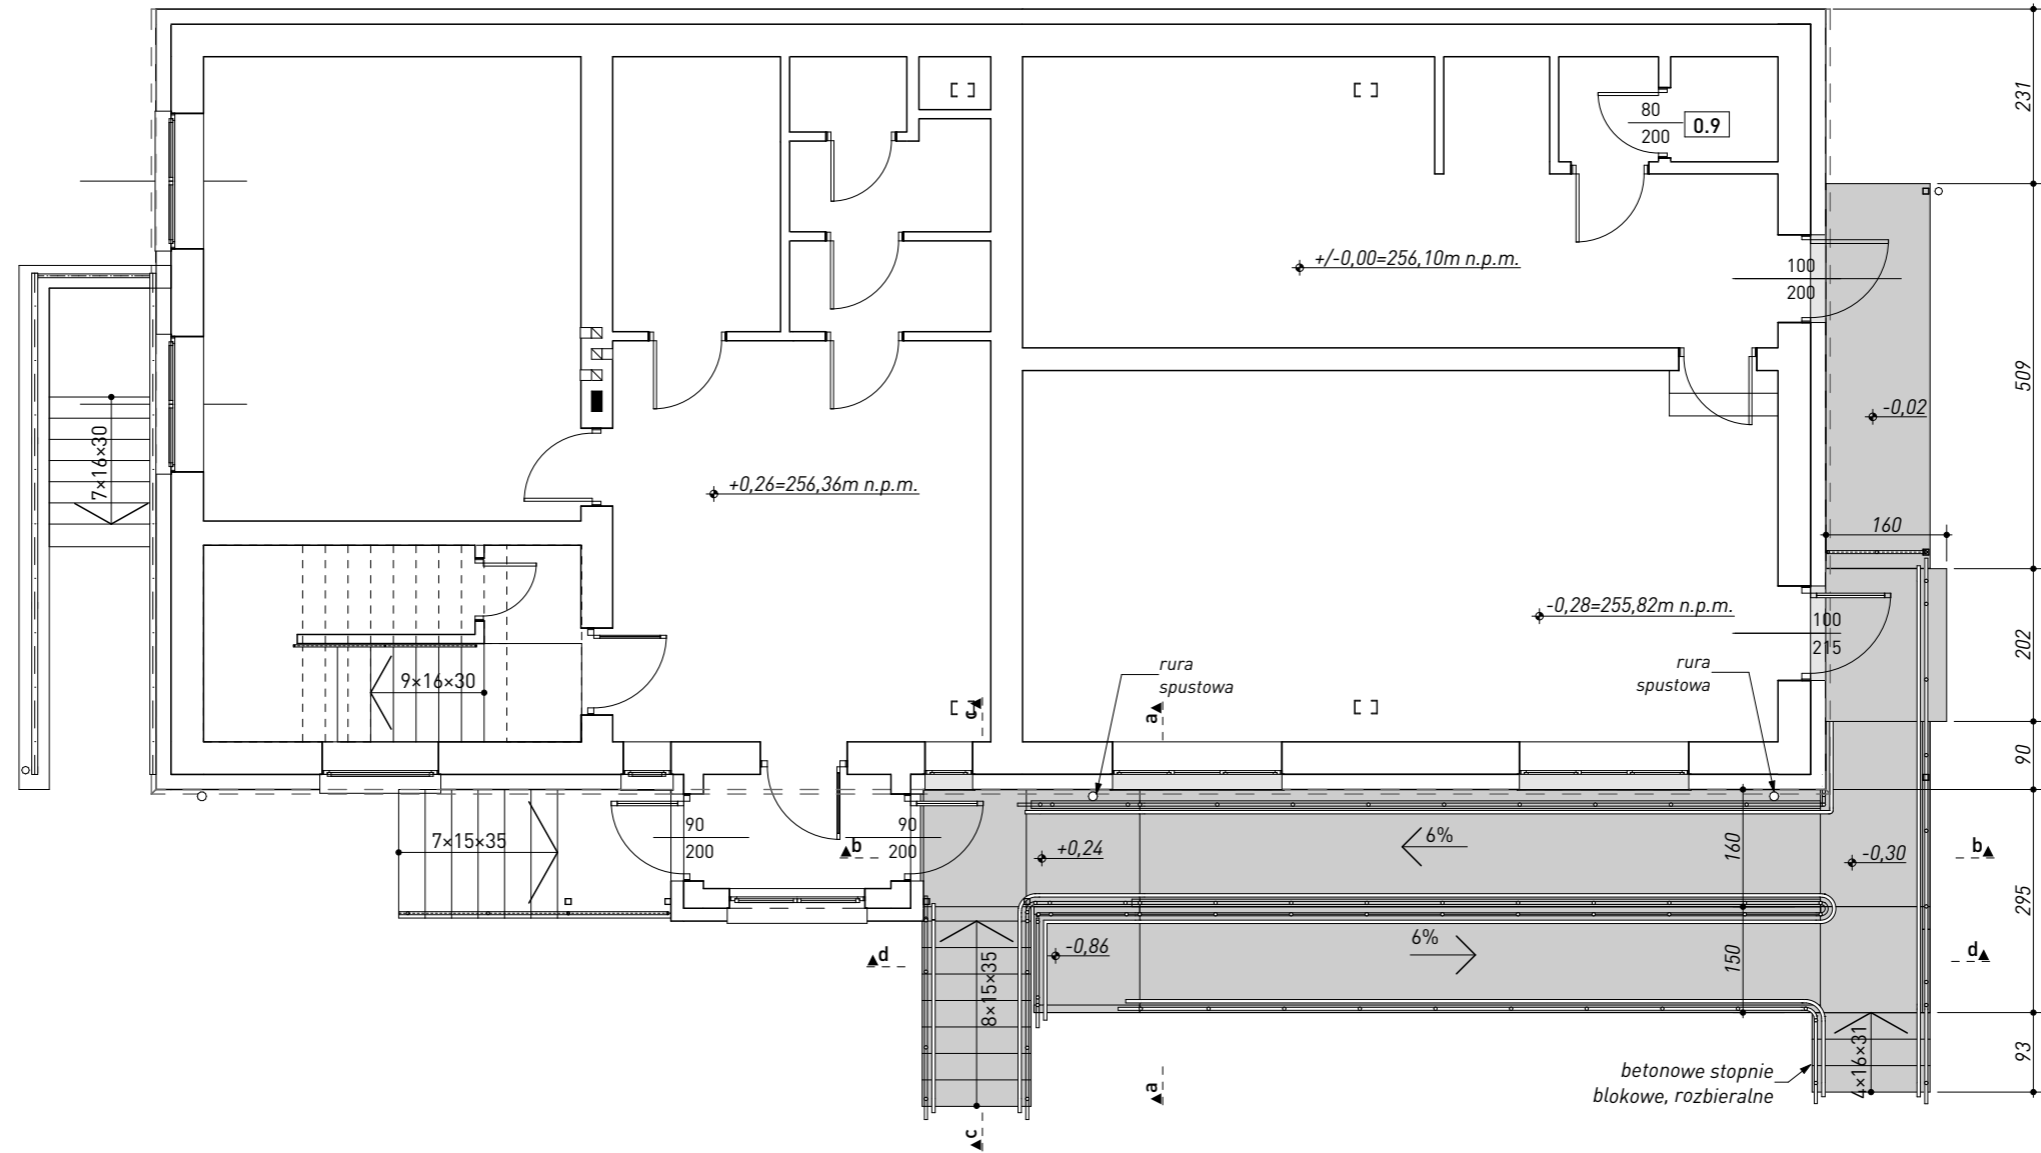 231
80
200
0.9
+/-0,00=256,10m n.p.m.
100
200
509
-0,02
7×16×30
+0,26=256,36m n.p.m.
160
-0,28=255,82m n.p.m.
100
215
202
9×16×30
rura
spustowa
rura
spustowa
c
a
90
7×15×35
90
200
90
200
b
+0,24
6%
160
-0,30
b
295
d
-0,86
6%
150
d
8×15×35
betonowe stopnie
blokowe, rozbieralne
4×16×31
93
a
c